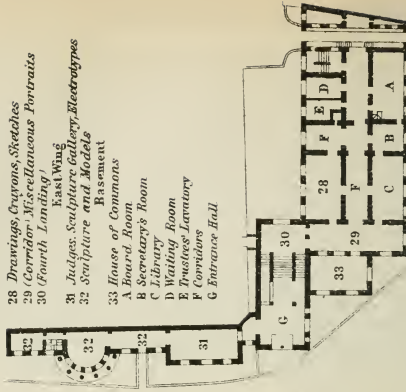 28 Drawings, Crayons, Sketches
29 (Corridor) Miscellaneous Portraits
30 (Fourth Landing)
East Wing
31 Judges. Sculpture Gallery, Electrotypes
32 Sculpture and Models
Basement
33 House of Commons
A Board Room
B Secretary's Room
C Library
D Waiting Room
E Trustees' Lavatory
F Corridors
G Entrance Hall
32
32
32
31
G
30
33
29
28
F
F
E
D
C
B
A